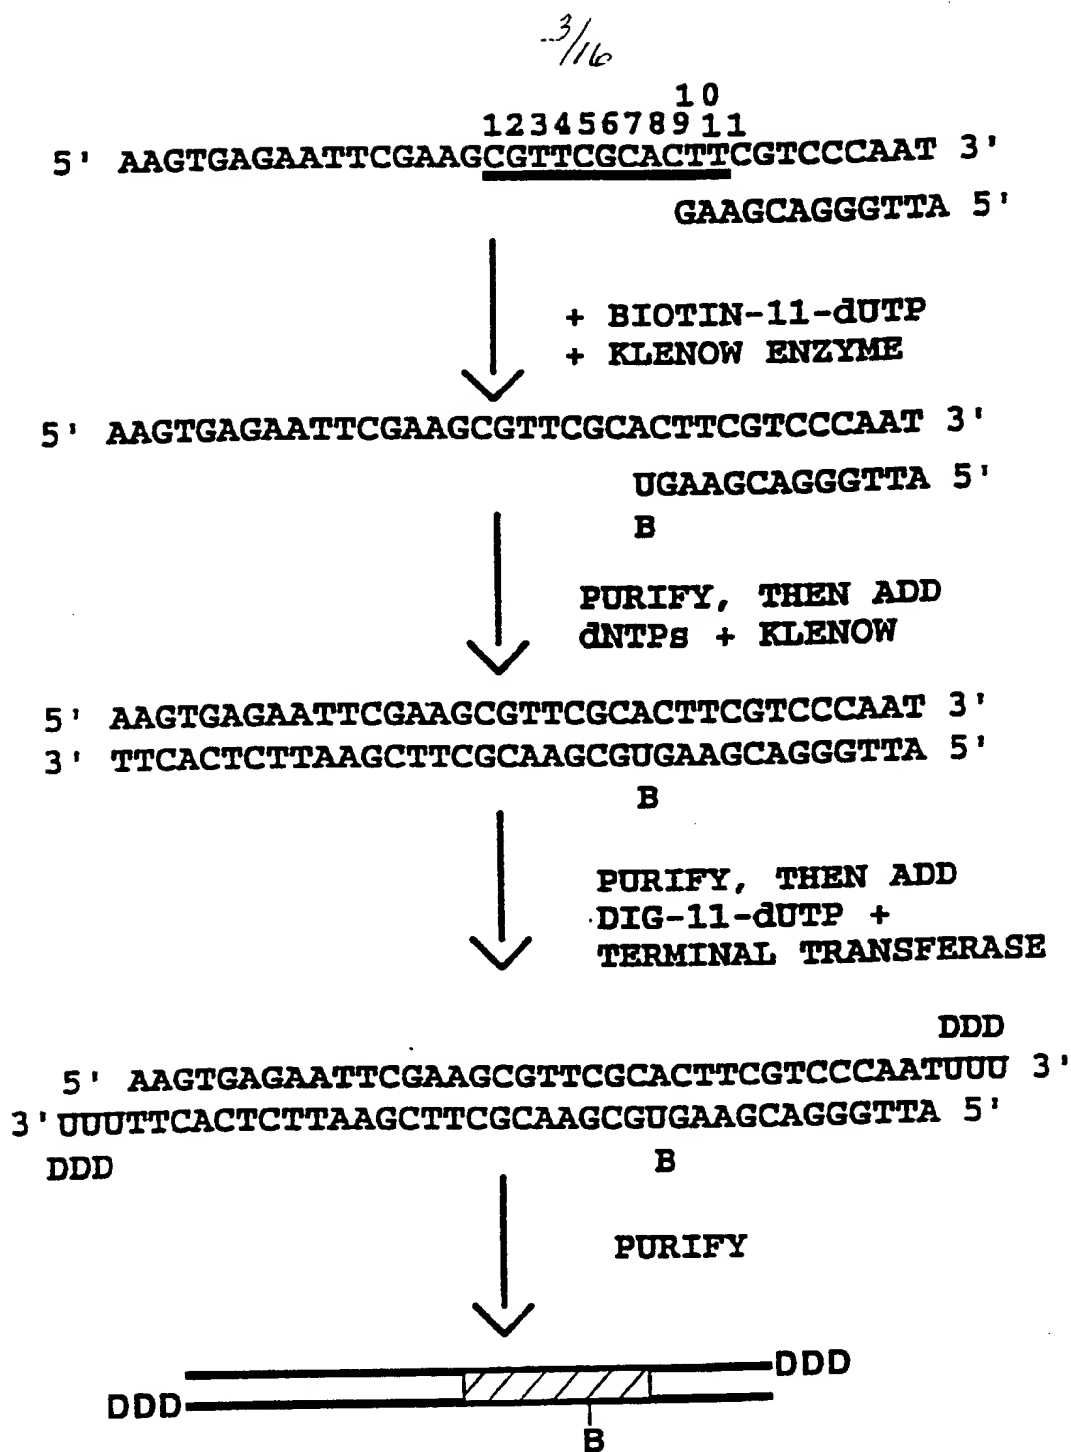 3/16
10
123456789 11
5' AAGTGAGAATTCGAAGCGTTCGCACTTCGTCCCAAT 3'
GAAGCAGGGTTA 5'
+ BIOTIN-11-dUTP
+ KLENOW ENZYME
5' AAGTGAGAATTCGAAGCGTTCGCACTTCGTCCCAAT 3'
UGAAGCAGGGTTA 5'
B
PURIFY, THEN ADD
dNTPs + KLENOW
5' AAGTGAGAATTCGAAGCGTTCGCACTTCGTCCCAAT 3'
3' TTCACTCTTAAGCTTCGCAAGCGUGAAGCAGGGTTA 5'
B
PURIFY, THEN ADD
DIG-11-dUTP +
TERMINAL TRANSFERASE
DDD
5' AAGTGAGAATTCGAAGCGTTCGCACTTCGTCCCAATUUU 3'
3'UUUTTCACTCTTAAGCTTCGCAAGCGUGAAGCAGGGTTA 5'
DDD B
PURIFY
DDD
DDD
B